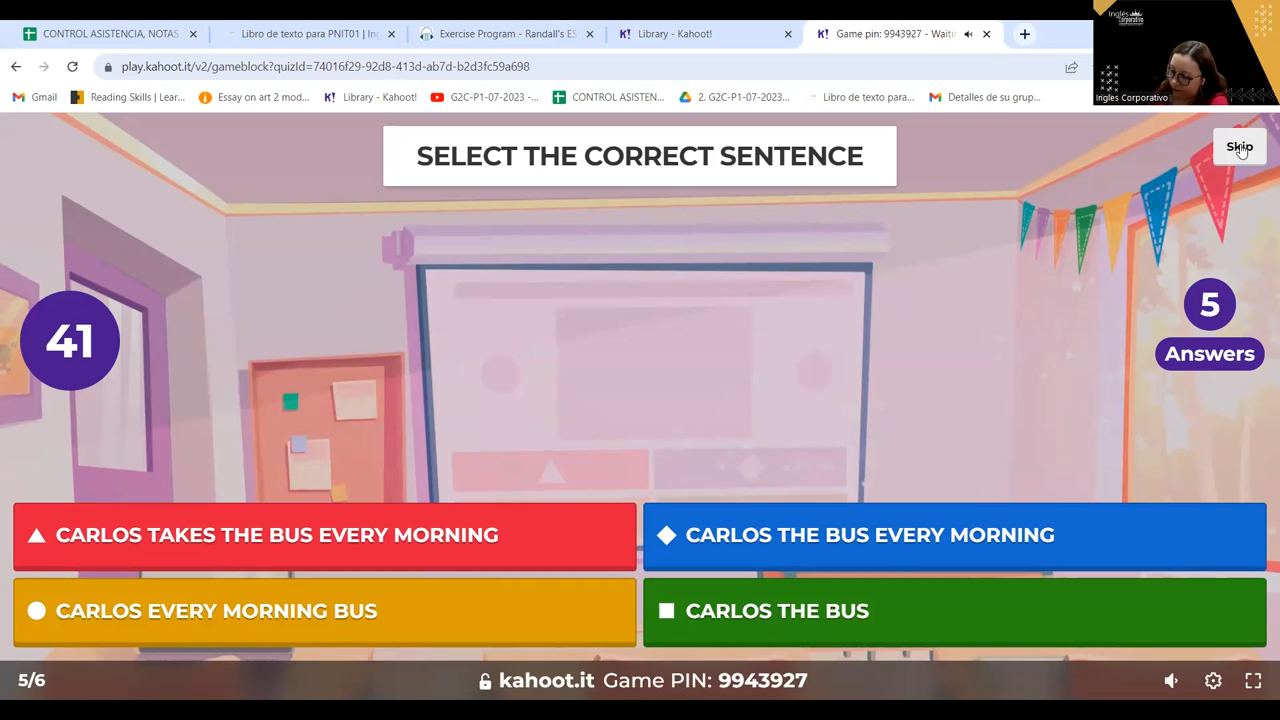 CONTROL ASISTENCIA, NOTAS
Libro de texto para PNIT01 | Ing
Exercise Program - Randall's ES
K! Library - Kahoot!
K! Game pin: 9943927 - Waitin
play.kahoot.it/v2/gameblock?quizId=74016f29-92d8-413d-ab7d-b2d3fc59a698
Gmail
Reading Skills | Lear...
Essay on art 2 mod...
K! Library - Kahoot!
G2C-P1-07-2023 -...
CONTROL ASISTEN...
2. G2C-P1-07-2023...
Libro de texto para...
Detalles de su grup...
Inglés
Corporativo
Ingles Corporativo
SELECT THE CORRECT SENTENCE
Skip
41
5
Answers
CARLOS TAKES THE BUS EVERY MORNING
CARLOS THE BUS EVERY MORNING
CARLOS EVERY MORNING BUS
CARLOS THE BUS
5/6
kahoot.it Game PIN: 9943927